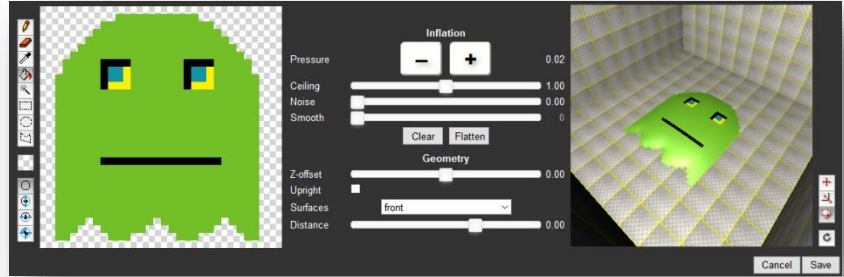 Inflation
Pressure 0.02
Ceiling 1.00
Noise 0.00
Smooth 0
Clear Flatten
Geometry
Z-offset 0.00
Upright
Surfaces front
Distance 0.00
Cancel Save